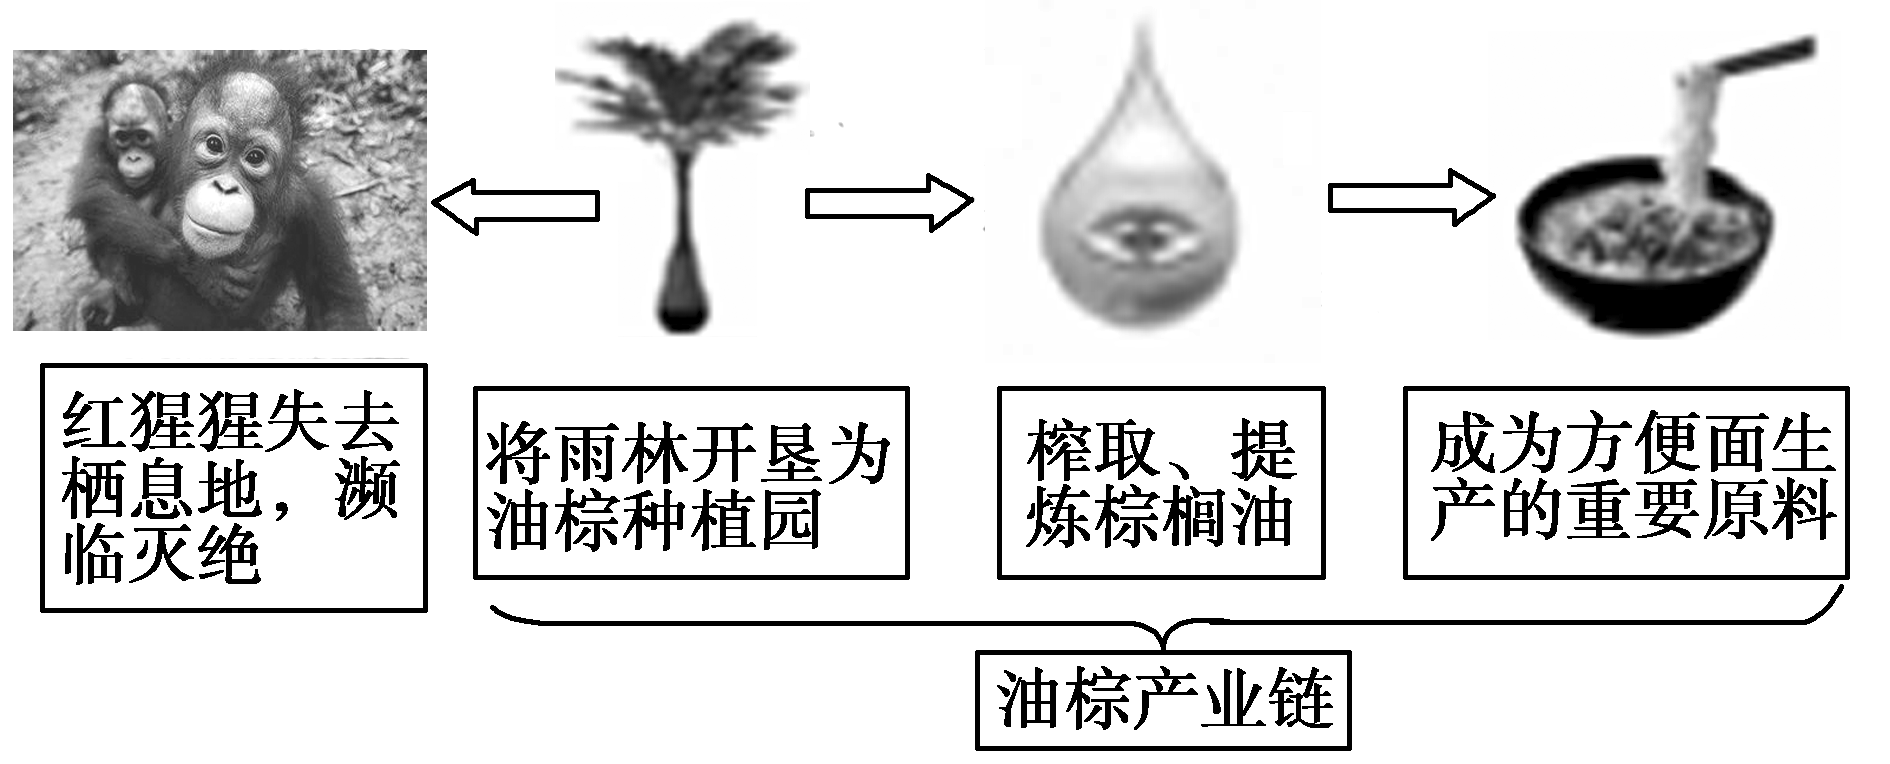 红猩猩失去
栖息地，濒
临灭绝
将雨林开垦为
油棕种植园
榨取、提
炼棕榈油
成为方便面生
产的重要原料
油棕产业链